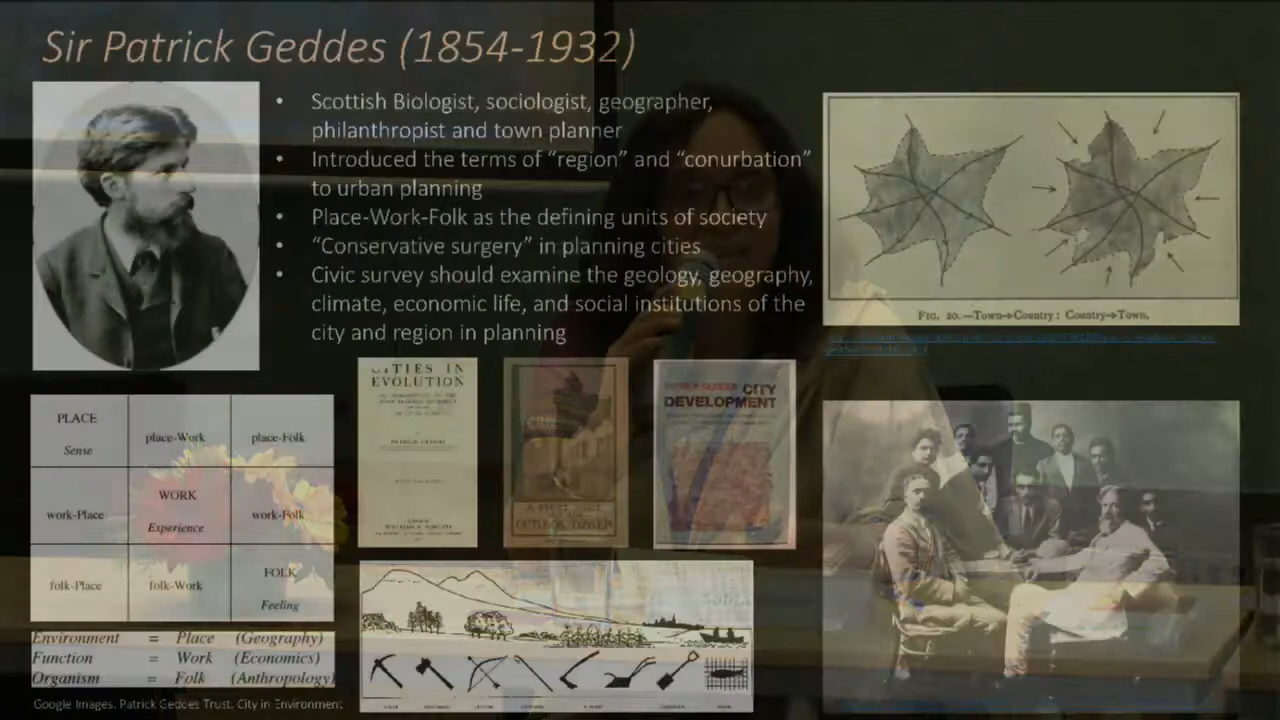 Sir Patrick Geddes (1854-1932)
• Scottish Biologist, sociologist, geographer,
philanthropist and town planner
• Introduced the terms of “region” and “conurbation”
to urban planning
• Place-Work-Folk as the defining units of society
• “Conservative surgery” in planning cities
• Civic survey should examine the geology, geography,
climate, economic life, and social institutions of the
city and region in planning
FIG. 20.—Town→Country : Country→Town.
CITIES IN
EVOLUTION
OUTLOOK TOWER
CITY
DEVELOPMENT
PLACE
Sense
place-Work
place-Folk
work-Place
WORK
Experience
work-Folk
folk-Place
folk-Work
FOLK
Feeling
Environment = Place (Geography)
Function = Work (Economics)
Organism = Folk (Anthropology)
Google Images. Patrick Geddes Trust. City in Environment